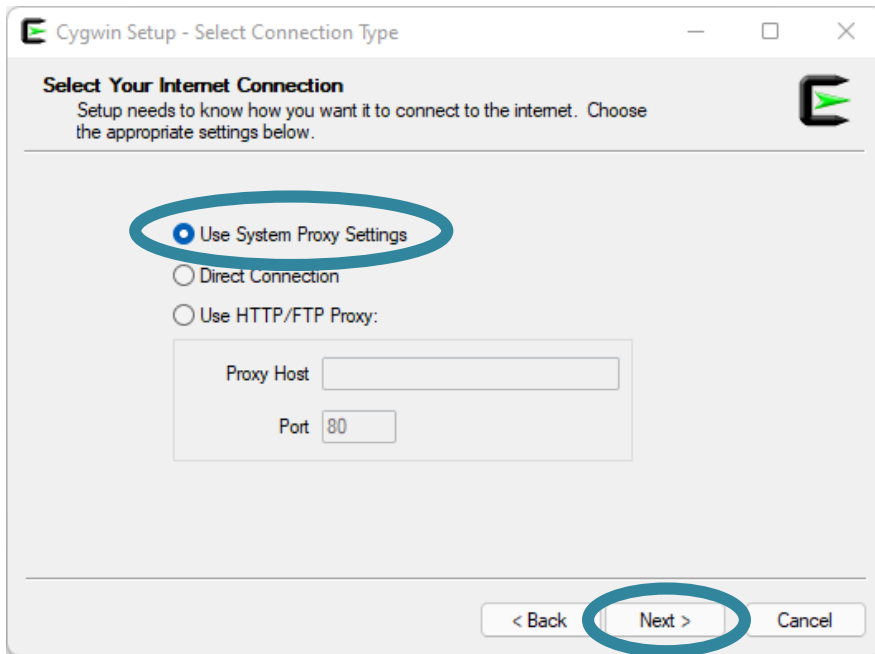 Cygwin Setup - Select Connection Type
Select Your Internet Connection
Setup needs to know how you want it to connect to the internet. Choose
the appropriate settings below.
Use System Proxy Settings
Direct Connection
Use HTTP/FTP Proxy:
Proxy Host
Port 80
< Back Next > Cancel